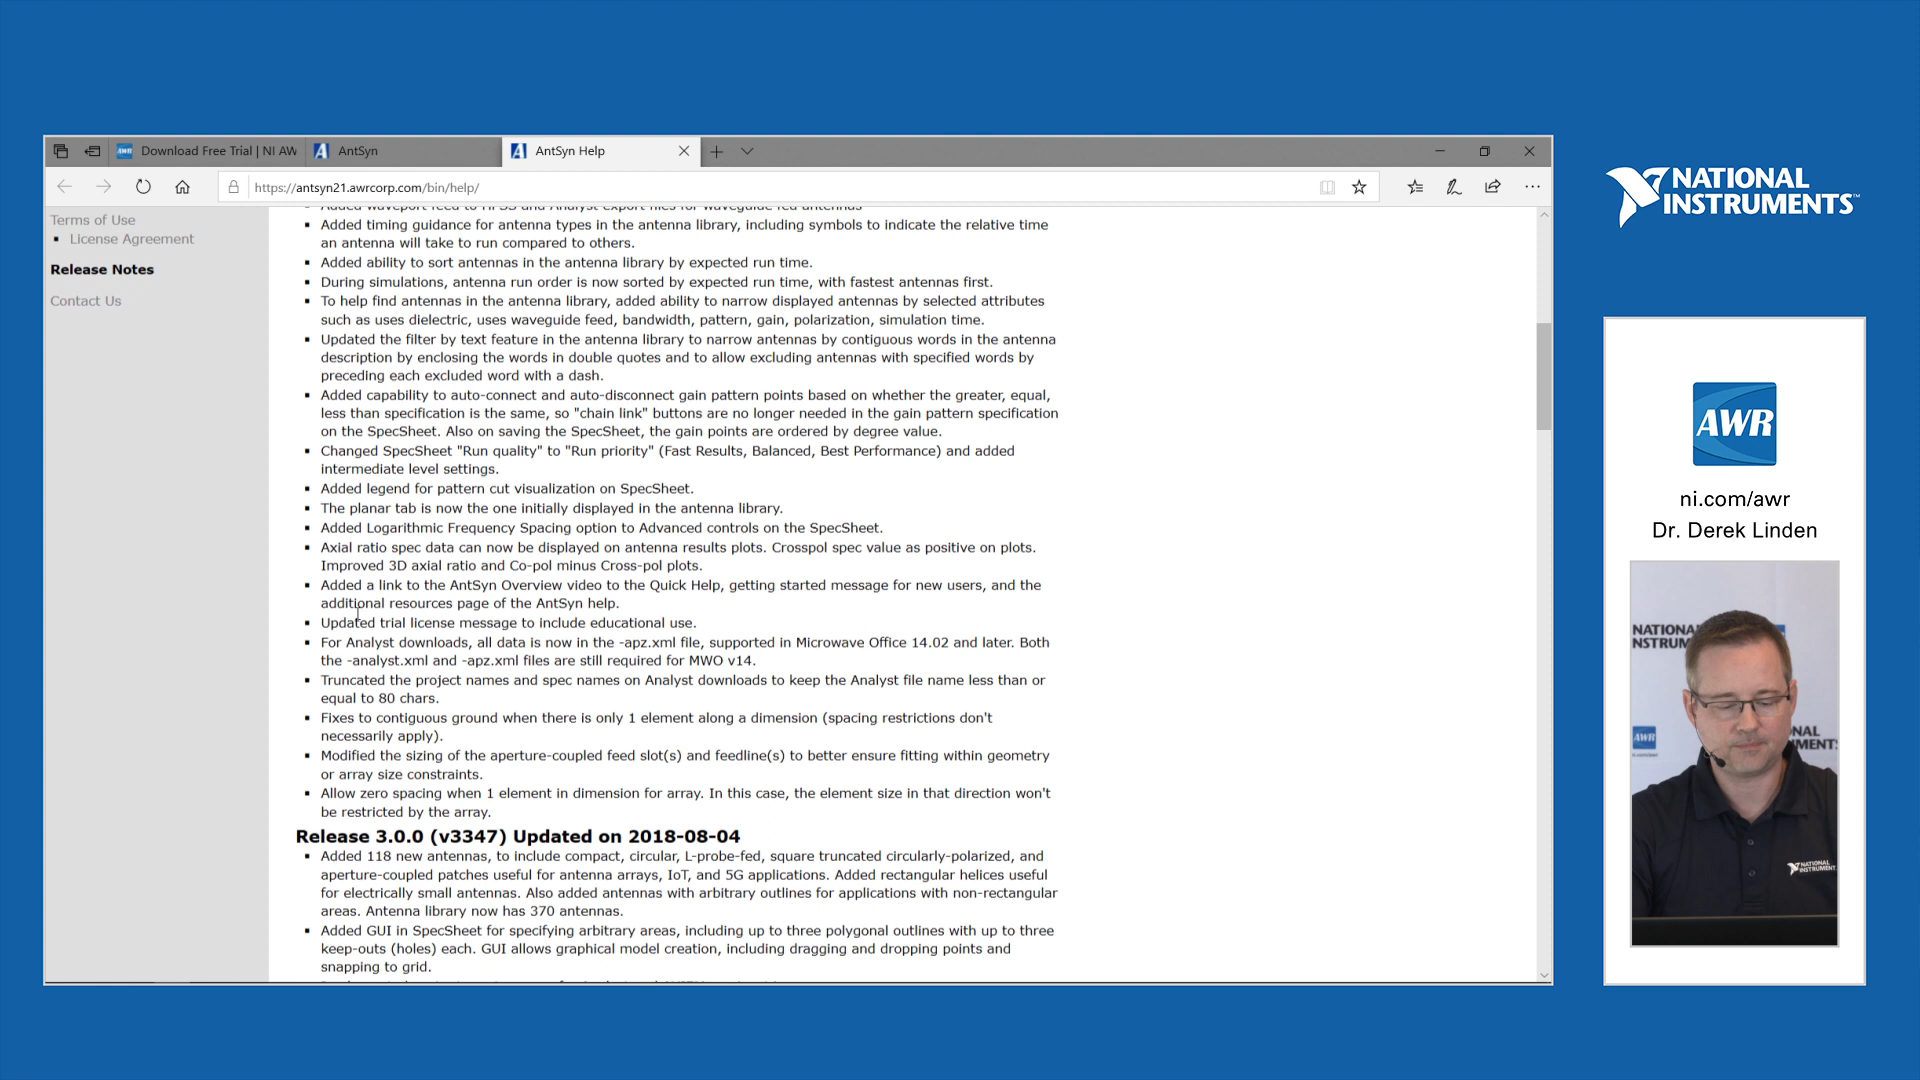 Download Free Trial | NI AW
AntSyn
AntSyn Help
https://antsyn21.awrcorp.com/bin/help/
Terms of Use
▪ License Agreement
Release Notes
Contact Us
▪ Added waveport feed to HFSS and Analyst export files for waveguide fed antennas
▪ Added timing guidance for antenna types in the antenna library, including symbols to indicate the relative time
an antenna will take to run compared to others.
▪ Added ability to sort antennas in the antenna library by expected run time.
▪ During simulations, antenna run order is now sorted by expected run time, with fastest antennas first.
▪ To help find antennas in the antenna library, added ability to narrow displayed antennas by selected attributes
such as uses dielectric, uses waveguide feed, bandwidth, pattern, gain, polarization, simulation time.
▪ Updated the filter by text feature in the antenna library to narrow antennas by contiguous words in the antenna
description by enclosing the words in double quotes and to allow excluding antennas with specified words by
preceding each excluded word with a dash.
▪ Added capability to auto-connect and auto-disconnect gain pattern points based on whether the greater, equal,
less than specification is the same, so "chain link" buttons are no longer needed in the gain pattern specification
on the SpecSheet. Also on saving the SpecSheet, the gain points are ordered by degree value.
▪ Changed SpecSheet "Run quality" to "Run priority" (Fast Results, Balanced, Best Performance) and added
intermediate level settings.
▪ Added legend for pattern cut visualization on SpecSheet.
▪ The planar tab is now the one initially displayed in the antenna library.
▪ Added Logarithmic Frequency Spacing option to Advanced controls on the SpecSheet.
▪ Axial ratio spec data can now be displayed on antenna results plots. Crosspol spec value as positive on plots.
Improved 3D axial ratio and Co-pol minus Cross-pol plots.
▪ Added a link to the AntSyn Overview video to the Quick Help, getting started message for new users, and the
additional resources page of the AntSyn help.
▪ Updated trial license message to include educational use.
▪ For Analyst downloads, all data is now in the -apz.xml file, supported in Microwave Office 14.02 and later. Both
the -analyst.xml and -apz.xml files are still required for MWO v14.
▪ Truncated the project names and spec names on Analyst downloads to keep the Analyst file name less than or
equal to 80 chars.
▪ Fixes to contiguous ground when there is only 1 element along a dimension (spacing restrictions don't
necessarily apply).
▪ Modified the sizing of the aperture-coupled feed slot(s) and feedline(s) to better ensure fitting within geometry
or array size constraints.
▪ Allow zero spacing when 1 element in dimension for array. In this case, the element size in that direction won't
be restricted by the array.
Release 3.0.0 (v3347) Updated on 2018-08-04
▪ Added 118 new antennas, to include compact, circular, L-probe-fed, square truncated circularly-polarized, and
aperture-coupled patches useful for antenna arrays, IoT, and 5G applications. Added rectangular helices useful
for electrically small antennas. Also added antennas with arbitrary outlines for applications with non-rectangular
areas. Antenna library now has 370 antennas.
▪ Added GUI in SpecSheet for specifying arbitrary areas, including up to three polygonal outlines with up to three
keep-outs (holes) each. GUI allows graphical model creation, including dragging and dropping points and
snapping to grid.
NATIONAL
INSTRUMENTS™
AWR
ni.com/awr
Dr. Derek Linden
NATIONA
NSTRUM
AWR
NAL
MENT
NATIONAL
INSTRUMENT